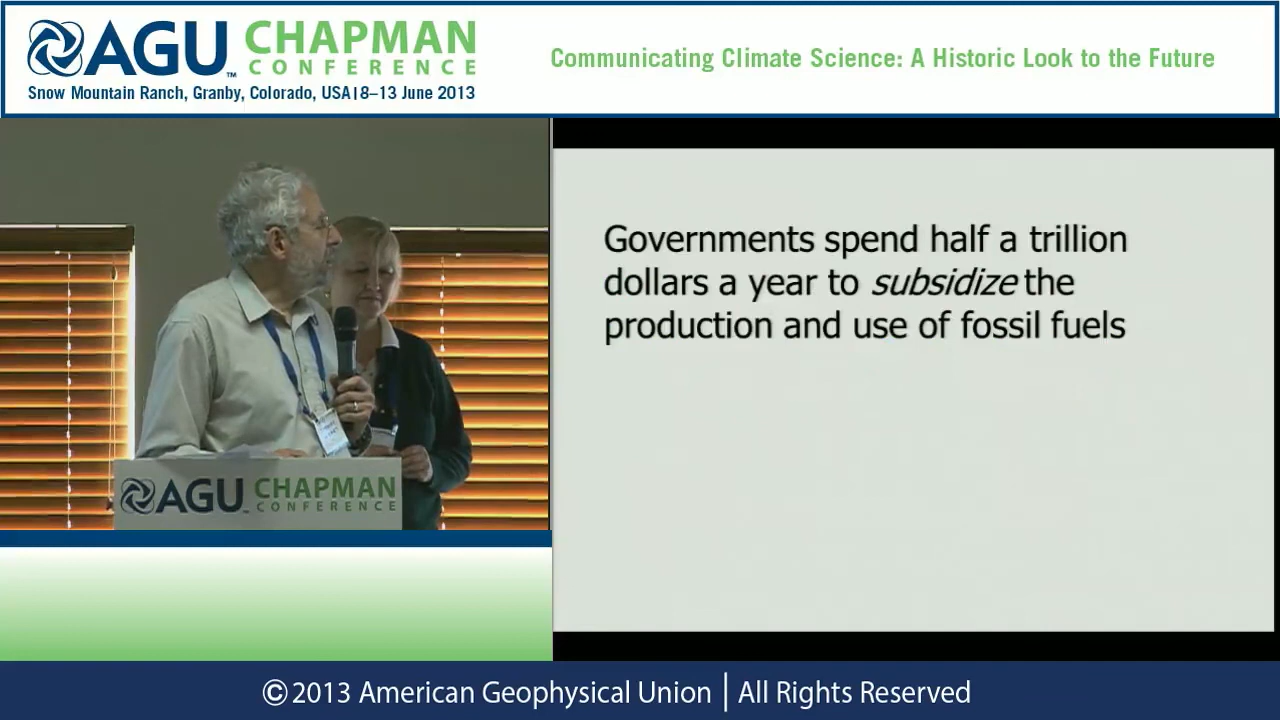 AGU CHAPMAN
CONFERENCE
Snow Mountain Ranch, Granby, Colorado, USA|8–13 June 2013
Communicating Climate Science: A Historic Look to the Future
Governments spend half a trillion
dollars a year to subsidize the
production and use of fossil fuels
AGU CHAPMAN
CONFERENCE
©2013 American Geophysical Union | All Rights Reserved